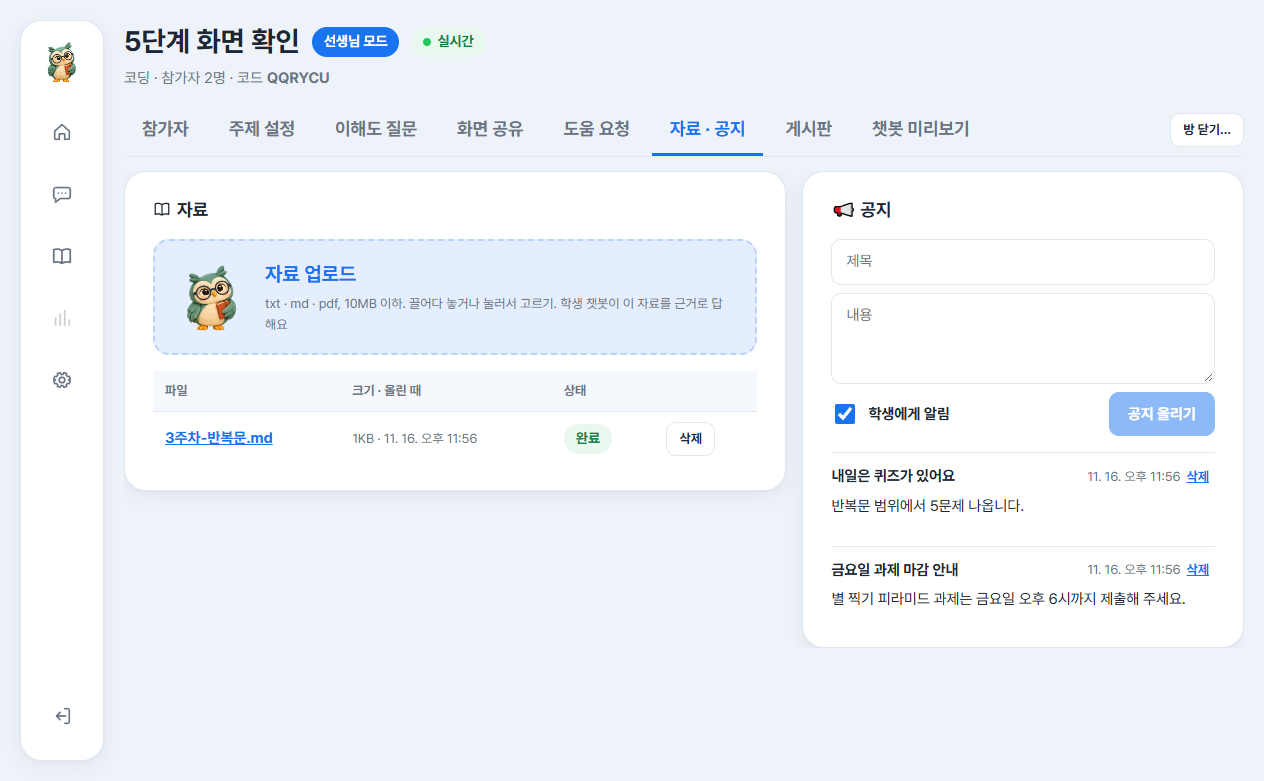 5단계 화면 확인 선생님 모드 실시간
코딩 · 참가자 2명 · 코드 QQRYCU
참가자 주제 설정 이해도 질문 화면 공유 도움 요청 자료 · 공지 게시판 챗봇 미리보기 방 닫기...
자료
자료 업로드
txt · md · pdf, 10MB 이하. 끌어다 놓거나 눌러서 고르기. 학생 챗봇이 이 자료를 근거로 답
해요
파일 크기 · 올린 때 상태
3주차-반복문.md 1KB · 11. 16. 오후 11:56 완료 삭제
공지
제목
내용
학생에게 알림 공지 올리기
내일은 퀴즈가 있어요 11. 16. 오후 11:56 삭제
반복문 범위에서 5문제 나옵니다.
금요일 과제 마감 안내 11. 16. 오후 11:56 삭제
별 찍기 피라미드 과제는 금요일 오후 6시까지 제출해 주세요.